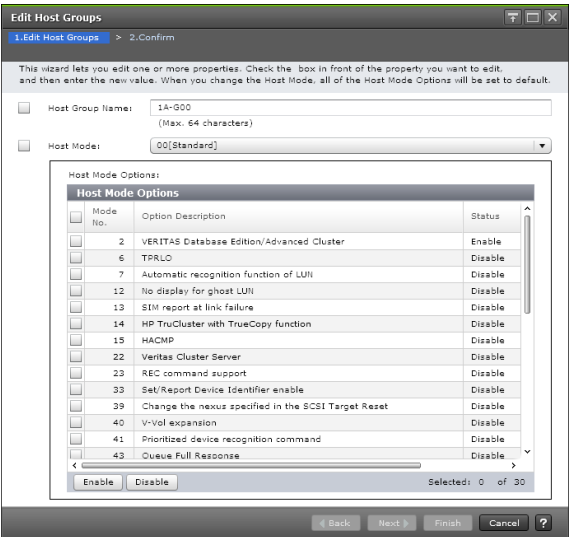 Edit Host Groups
1.Edit Host Groups > 2.Confirm
This wizard lets you edit one or more properties. Check the box in front of the property you want to edit,
and then enter the new value. When you change the Host Mode, all of the Host Mode Options will be set to default.
Host Group Name: 1A-G00
(Max. 64 characters)
Host Mode: 00[Standard]
Host Mode Options:
Host Mode Options
Mode No. Option Description Status
2 VERITAS Database Edition/Advanced Cluster Enable
6 TPRLO Disable
7 Automatic recognition function of LUN Disable
12 No display for ghost LUN Disable
13 SIM report at link failure Disable
14 HP TruCluster with TrueCopy function Disable
15 HACMP Disable
22 Veritas Cluster Server Disable
23 REC command support Disable
33 Set/Report Device Identifier enable Disable
39 Change the nexus specified in the SCSI Target Reset Disable
40 V-Vol expansion Disable
41 Prioritized device recognition command Disable
43 Queue Full Response Disable
Enable Disable Selected: 0 of 30
Back Next Finish Cancel ?